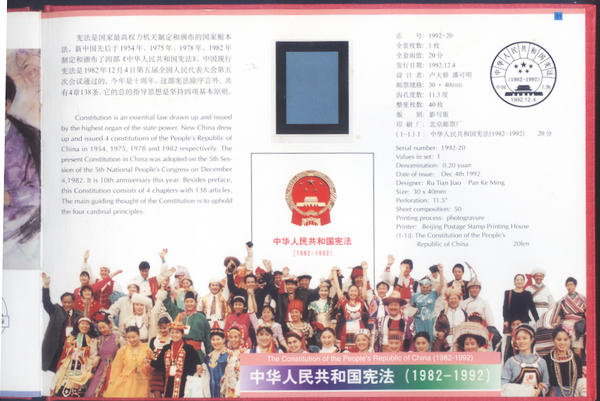 宪法是国家最高权力机关制定和颁布的国家根本
法。新中国先后于1954年、1975年、1978年、1982年
制定和颁布了四部《中华人民共和国宪法》。中国现行
宪法是1982年12月4日第五届全国人民代表大会第五
次会议通过的。今年是十周年。这部宪法除序言外，共
有4章138条。它的总的指导思想是坚持四项基本原则。
Constitution is an essential law drawn up and issued
by the highest organ of the state power. New China drew
up and issued 4 constitutions of the People's Republic of
China in 1954, 1975, 1978 and 1982 respectively. The
present Constitution in China was adopted on the 5th Ses-
sion of the 5th National People's Congress on December
4,1982. It is 10th anniversary this year. Besides preface,
this Constitution consists of 4 chapters with 138 articles.
The main guiding thought of the Constitution is to uphold
the four cardinal principles.
中华人民共和国宪法
(1982-1992)
志 号: 1992-20
全套枚数: 1枚
全套面值: 20分
发行日期: 1992.12.4
设 计 者: 卢天骄 潘可明
邮票规格: 30×40mm
齿孔度数: 11.5度
整张枚数: 40枚
版 别: 影写版
印 刷 厂: 北京邮票厂
(1-1) 中华人民共和国宪法(1982-1992) 20分
Serial number: 1992-20
Values in set: 1
Denomination: 0.20 yuan
Date of issue: Dec 4th 1992
Designer: Ru Tian Jiao Pan Ke Ming
Size: 30 x 40mm
Perforation: 11.5°
Sheet composition: 50
Printing process: photogravure
Printer: Beijing Postage Stamp Printing House
(1-1): The Constitution of the People's
Republic of China 20fen
中华人民共和国宪法
(1982-1992)
中国 上海
1992.12.4
The Constitution of the People's Republic of China (1982-1992)
中华人民共和国宪法 (1982-1992)